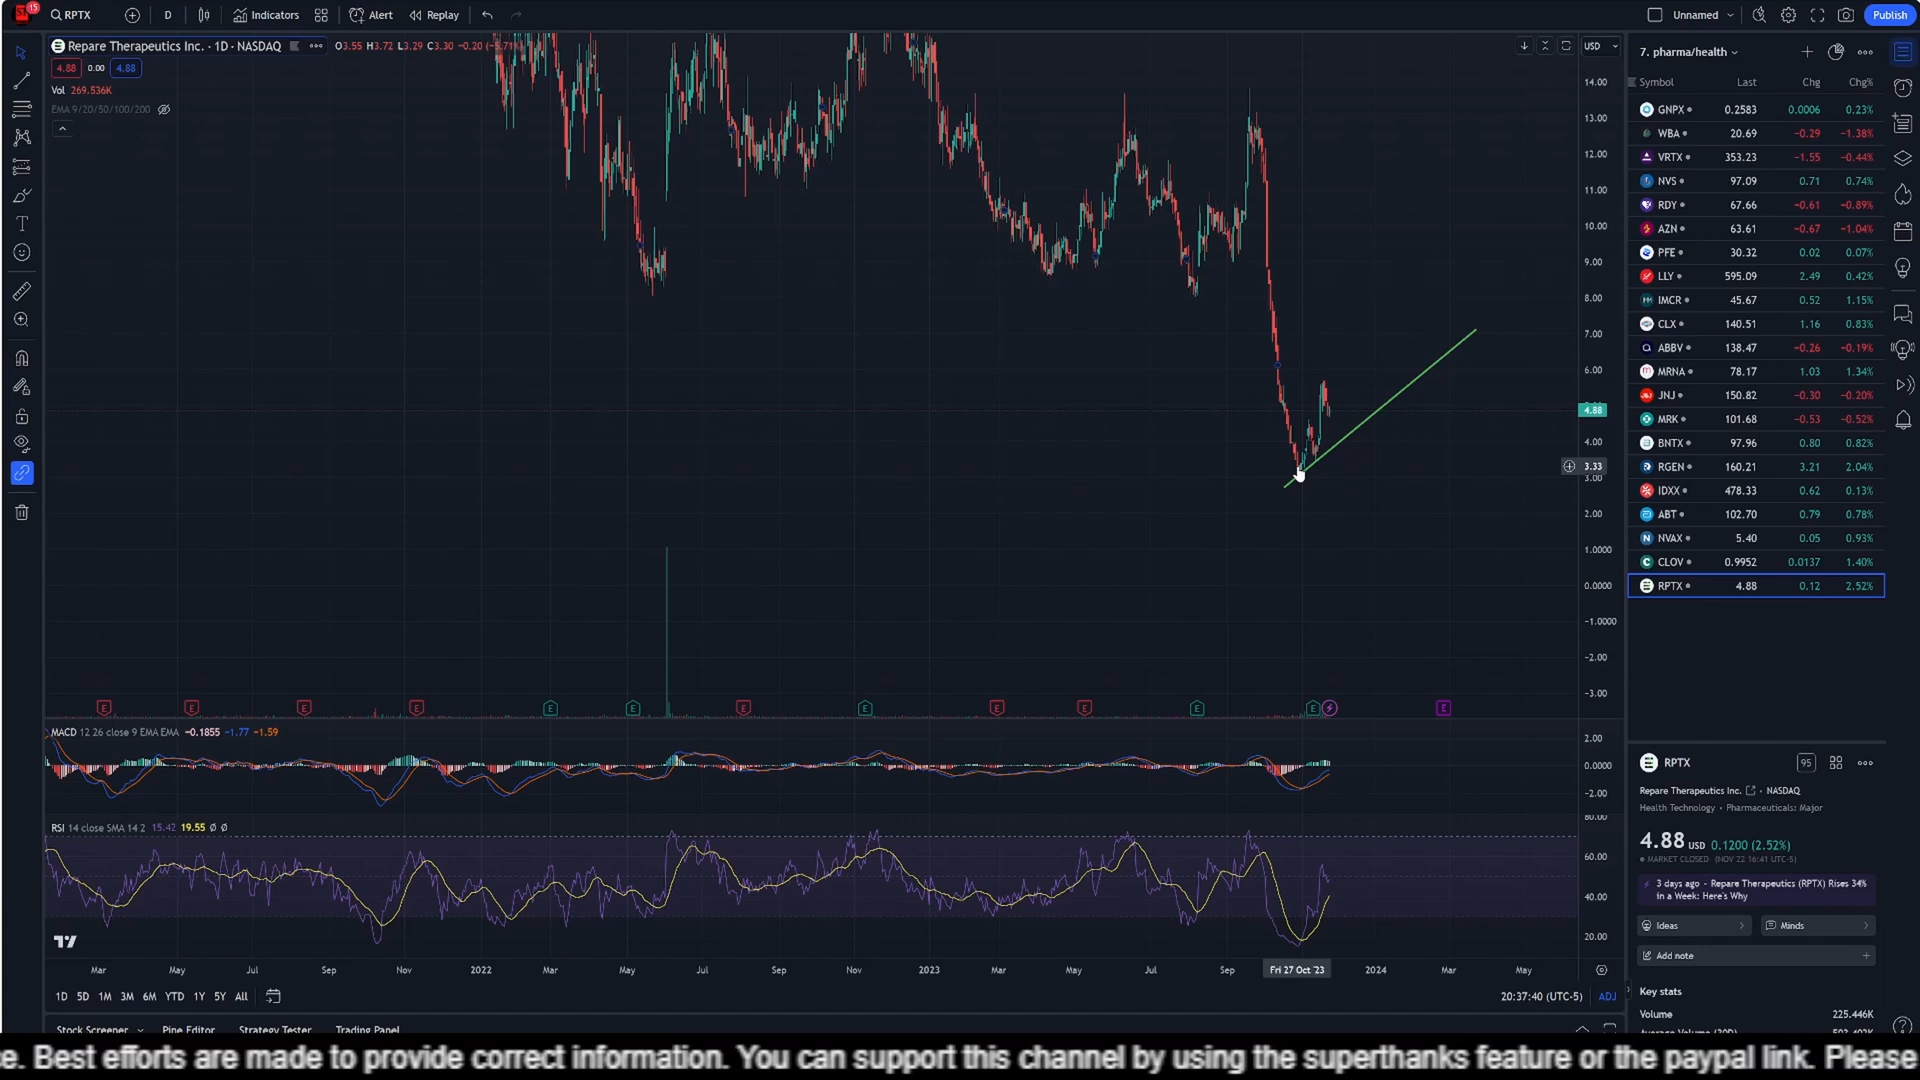 15
RPTX
D
Indicators
Alert
Replay
Unnamed
Publish
Repare Therapeutics Inc. · 1D · NASDAQ
O3.55 H3.72 L3.29 C3.30 −0.20 (−5.71%)
4.88 0.00 4.88
Vol 269.536K
EMA 9/20/50/100/200
USD
14.00
13.00
12.00
11.00
10.00
9.00
8.00
7.00
6.00
4.88
4.00
3.33
3.00
2.00
1.0000
0.0000
−1.0000
−2.00
−3.00
E E E E E E E E E E E E E
MACD 12 26 close 9 EMA EMA −0.1855 −1.77 −1.59
2.00
0.0000
−2.00
RSI 14 close SMA 14 2 15.42 19.55 Ø Ø
80.00
60.00
40.00
20.00
Mar May Jul Sep Nov 2022 Mar May Jul Sep Nov 2023 Mar May Jul Sep Fri 27 Oct '23 2024 Mar May
1D 5D 1M 3M 6M YTD 1Y 5Y All
20:37:40 (UTC-5) ADJ
Stock Screener Pine Editor Strategy Tester Trading Panel
7. pharma/health
Symbol Last Chg Chg%
GNPX 0.2583 0.0006 0.23%
WBA 20.69 −0.29 −1.38%
VRTX 353.23 −1.55 −0.44%
NVS 97.09 0.71 0.74%
RDY 67.66 −0.61 −0.89%
AZN 63.61 −0.67 −1.04%
PFE 30.32 0.02 0.07%
LLY 595.09 2.49 0.42%
IMCR 45.67 0.52 1.15%
CLX 140.51 1.16 0.83%
ABBV 138.47 −0.26 −0.19%
MRNA 78.17 1.03 1.34%
JNJ 150.82 −0.30 −0.20%
MRK 101.68 −0.53 −0.52%
BNTX 97.96 0.80 0.82%
RGEN 160.21 3.21 2.04%
IDXX 478.33 0.62 0.13%
ABT 102.70 0.79 0.78%
NVAX 5.40 0.05 0.93%
CLOV 0.9952 0.0137 1.40%
RPTX 4.88 0.12 2.52%
RPTX
95
Repare Therapeutics Inc. · NASDAQ
Health Technology · Pharmaceuticals: Major
4.88 USD 0.1200 (2.52%)
MARKET CLOSED (NOV 22 16:41 UTC-5)
3 days ago · Repare Therapeutics (RPTX) Rises 34%
in a Week: Here's Why
Ideas
Minds
Add note
Key stats
Volume 225.446K
Average Volume (30D)
ce. Best efforts are made to provide correct information. You can support this channel by using the superthanks feature or the paypal link. Please